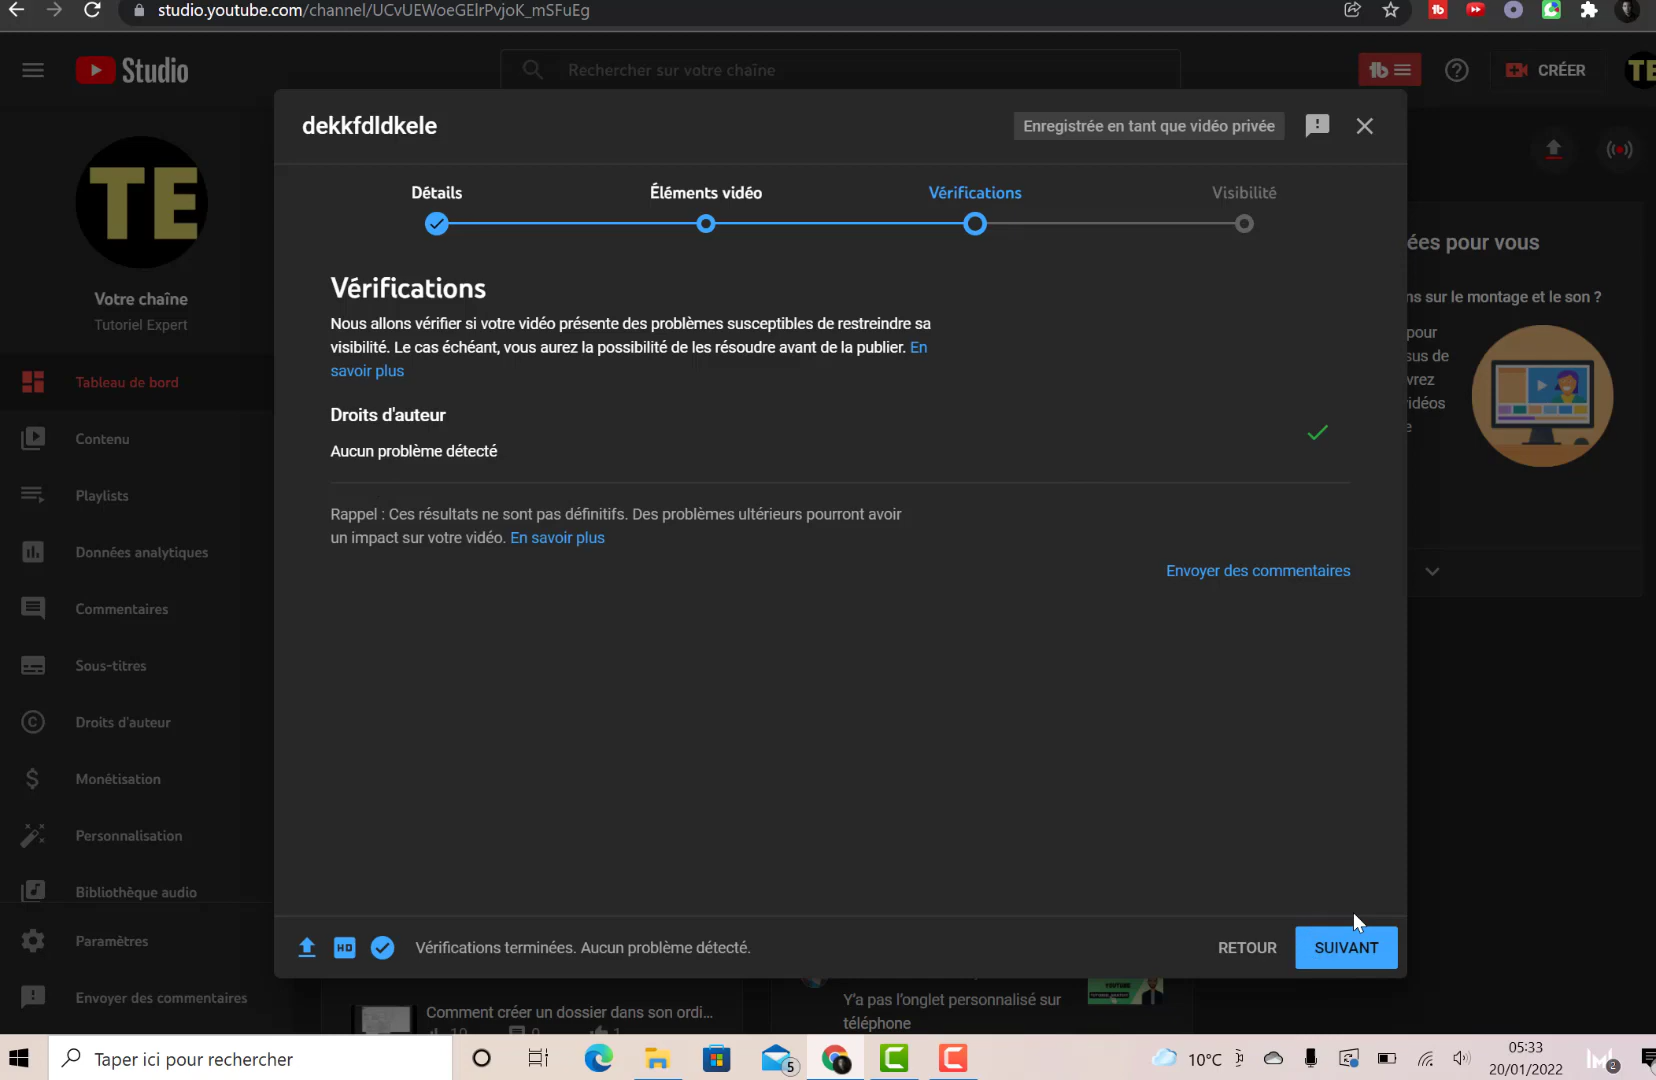 studio.youtube.com/channel/UCvUEWoeGElrPvjoK_mSFuEg
Studio
Rechercher sur votre chaîne
CRÉER
TE
dekkfdldkele
Enregistrée en tant que vidéo privée
Détails
Éléments vidéo
Vérifications
Visibilité
TE
Votre chaîne
Tutoriel Expert
Tableau de bord
Contenu
Playlists
Données analytiques
Commentaires
Sous-titres
Droits d'auteur
Monétisation
Personnalisation
Bibliothèque audio
Paramètres
Envoyer des commentaires
Vérifications
Nous allons vérifier si votre vidéo présente des problèmes susceptibles de restreindre sa
visibilité. Le cas échéant, vous aurez la possibilité de les résoudre avant de la publier. En
savoir plus
Droits d'auteur
Aucun problème détecté
Rappel : Ces résultats ne sont pas définitifs. Des problèmes ultérieurs pourront avoir
un impact sur votre vidéo. En savoir plus
Envoyer des commentaires
ées pour vous
ns sur le montage et le son ?
pour
sus de
vrez
idéos
e
HD
Vérifications terminées. Aucun problème détecté.
RETOUR
SUIVANT
Comment créer un dossier dans son ordi...
Y'a pas l'onglet personnalisé sur
téléphone
YOUTUBE
Taper ici pour rechercher
5
10°C
05:33
20/01/2022
2